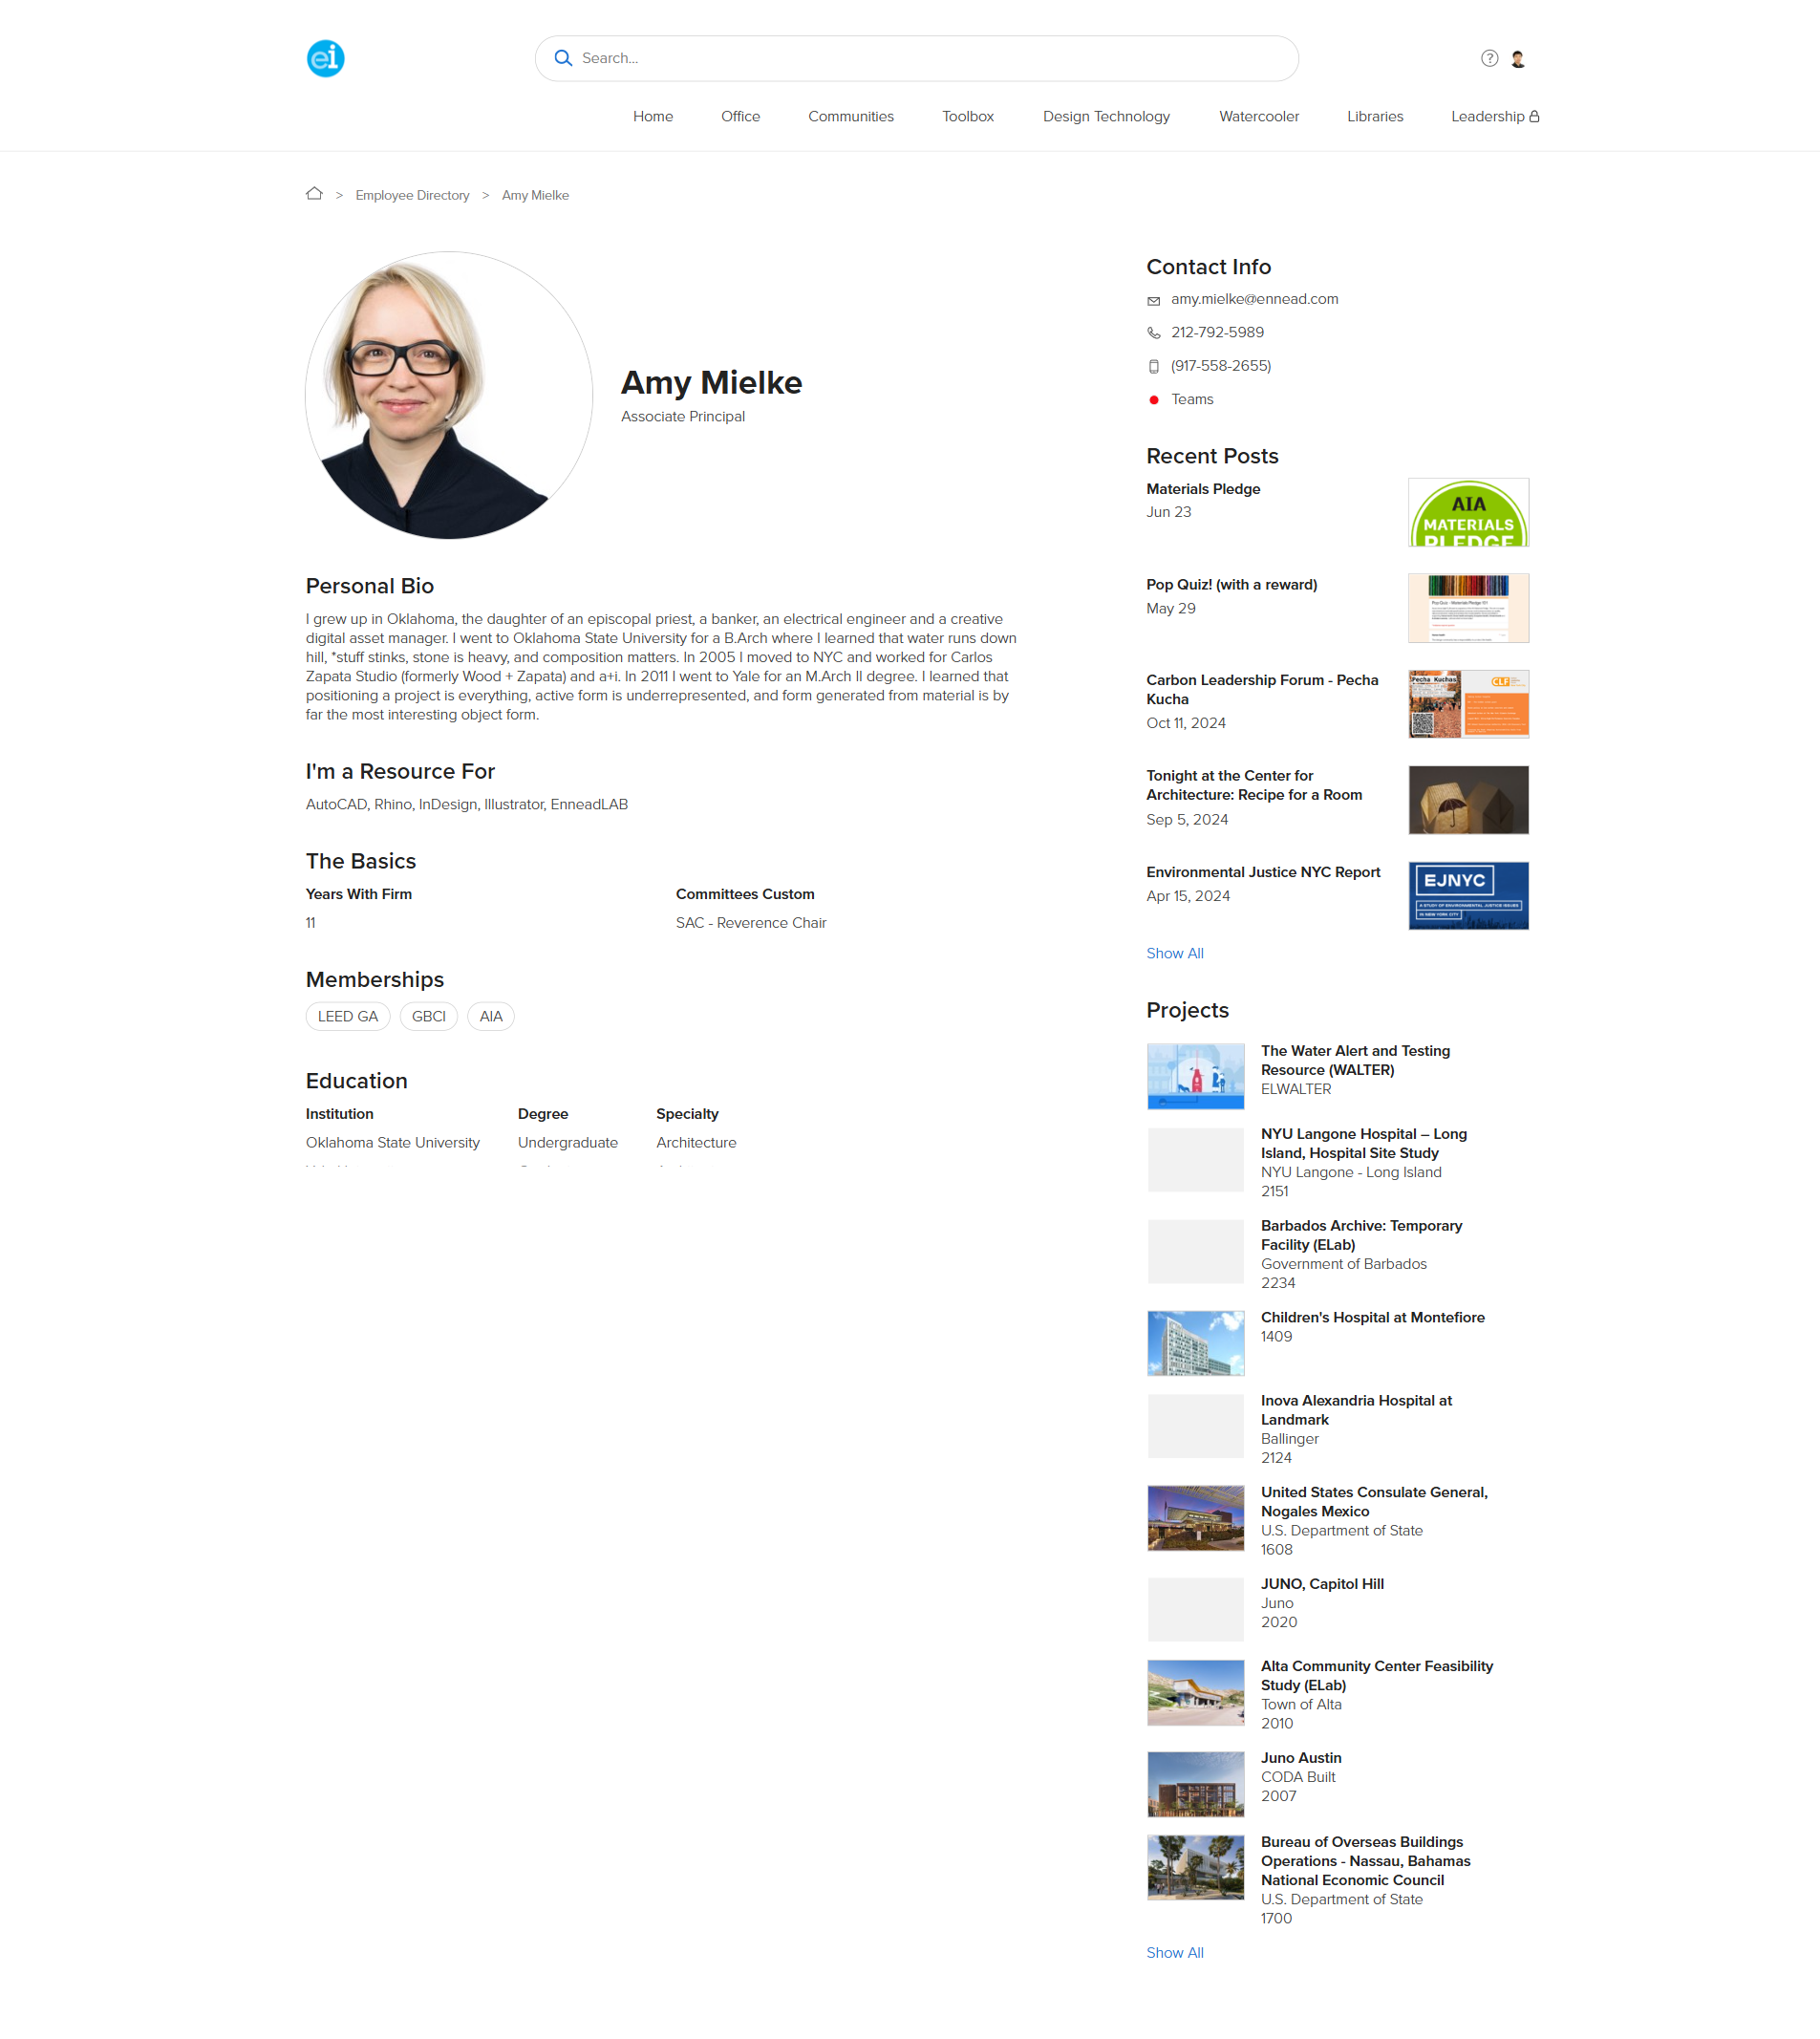 ei
Search...
Home Office Communities Toolbox Design Technology Watercooler Libraries Leadership
> Employee Directory > Amy Mielke
Amy Mielke
Associate Principal
Personal Bio
I grew up in Oklahoma, the daughter of an episcopal priest, a banker, an electrical engineer and a creative
digital asset manager. I went to Oklahoma State University for a B.Arch where I learned that water runs down
hill, *stuff stinks, stone is heavy, and composition matters. In 2005 I moved to NYC and worked for Carlos
Zapata Studio (formerly Wood + Zapata) and a+i. In 2011 I went to Yale for an M.Arch II degree. I learned that
positioning a project is everything, active form is underrepresented, and form generated from material is by
far the most interesting object form.
I'm a Resource For
AutoCAD, Rhino, InDesign, Illustrator, EnneadLAB
The Basics
Years With Firm Committees Custom
11 SAC - Reverence Chair
Memberships
LEED GA GBCI AIA
Education
Institution Degree Specialty
Oklahoma State University Undergraduate Architecture
Contact Info
amy.mielke@ennead.com
212-792-5989
(917-558-2655)
Teams
Recent Posts
Materials Pledge
Jun 23
AIA
MATERIALS
PLEDGE
Pop Quiz! (with a reward)
May 29
Carbon Leadership Forum - Pecha
Kucha
Oct 11, 2024
Pecha Kuchas
CLF
Tonight at the Center for
Architecture: Recipe for a Room
Sep 5, 2024
Environmental Justice NYC Report
Apr 15, 2024
EJNYC
A STUDY OF ENVIRONMENTAL JUSTICE ISSUES
IN NEW YORK CITY
Show All
Projects
The Water Alert and Testing
Resource (WALTER)
ELWALTER
NYU Langone Hospital – Long
Island, Hospital Site Study
NYU Langone - Long Island
2151
Barbados Archive: Temporary
Facility (ELab)
Government of Barbados
2234
Children's Hospital at Montefiore
1409
Inova Alexandria Hospital at
Landmark
Ballinger
2124
United States Consulate General,
Nogales Mexico
U.S. Department of State
1608
JUNO, Capitol Hill
Juno
2020
Alta Community Center Feasibility
Study (ELab)
Town of Alta
2010
Juno Austin
CODA Built
2007
Bureau of Overseas Buildings
Operations - Nassau, Bahamas
National Economic Council
U.S. Department of State
1700
Show All